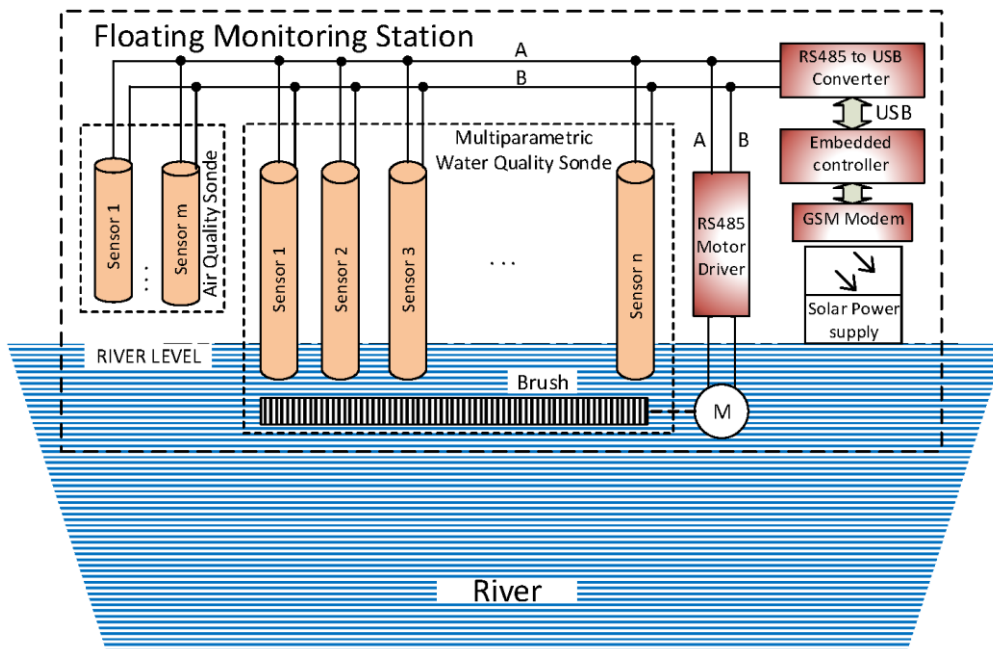 Floating Monitoring Station
A
B
RS485 to USB
Converter
USB
Embedded
controller
GSM Modem
Solar Power
supply
Multiparametric
Water Quality Sonde
A
B
Sensor 1
. . .
Sensor m
Air Quality Sonde
Sensor 1
Sensor 2
Sensor 3
. . .
Sensor n
RS485
Motor
Driver
RIVER LEVEL
Brush
M
River